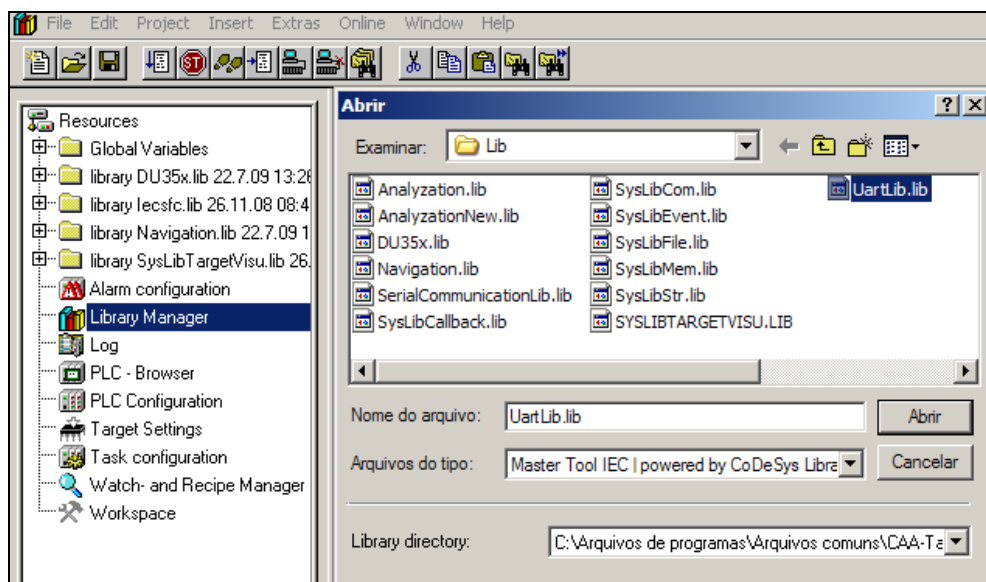 File Edit Project Insert Extras Online Window Help
Resources
Global Variables
library DU35x.lib 22.7.09 13:26
library Iecsfc.lib 26.11.08 08:4
library Navigation.lib 22.7.09 1
library SysLibTargetVisu.lib 26.
Alarm configuration
Library Manager
Log
PLC - Browser
PLC Configuration
Target Settings
Task configuration
Watch- and Recipe Manager
Workspace
Abrir
Examinar: Lib
Analyzation.lib SysLibCom.lib UartLib.lib
AnalyzationNew.lib SysLibEvent.lib
DU35x.lib SysLibFile.lib
Navigation.lib SysLibMem.lib
SerialCommunicationLib.lib SysLibStr.lib
SysLibCallback.lib SYSLIBTARGETVISU.LIB
Nome do arquivo: UartLib.lib Abrir
Arquivos do tipo: Master Tool IEC | powered by CoDeSys Libra Cancelar
Library directory: C:\Arquivos de programas\Arquivos comuns\CAA-Ta